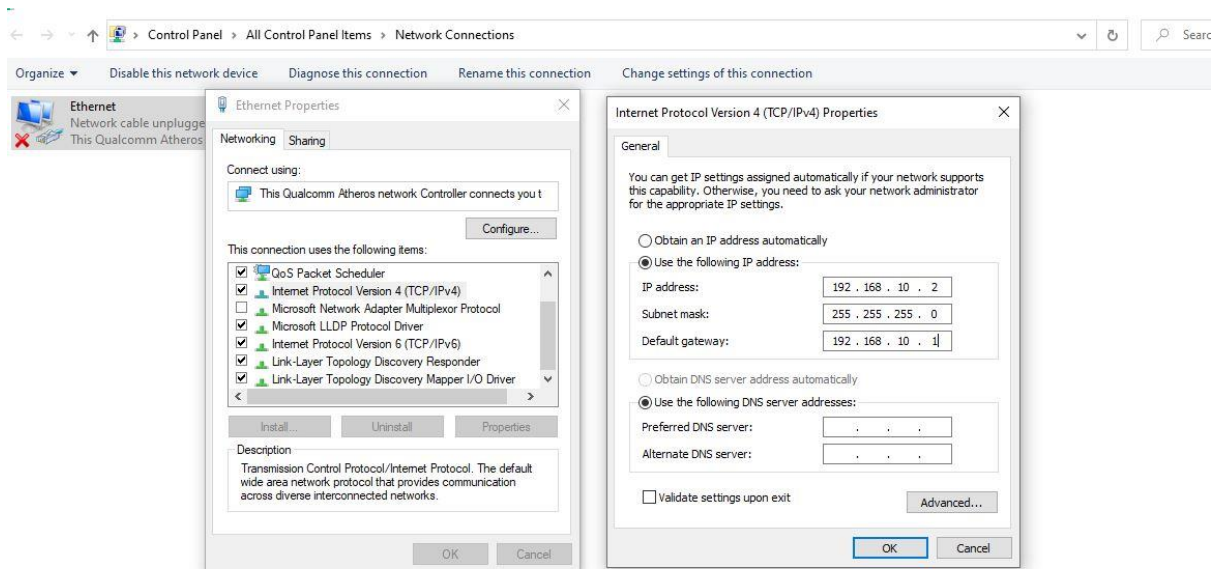 Control Panel > All Control Panel Items > Network Connections
Organize
Disable this network device
Diagnose this connection
Rename this connection
Change settings of this connection
Ethernet
Network cable unplugge
This Qualcomm Atheros
Ethernet Properties
Networking
Sharing
Connect using:
This Qualcomm Atheros network Controller connects you t
Configure...
This connection uses the following items:
QoS Packet Scheduler
Internet Protocol Version 4 (TCP/IPv4)
Microsoft Network Adapter Multiplexor Protocol
Microsoft LLDP Protocol Driver
Internet Protocol Version 6 (TCP/IPv6)
Link-Layer Topology Discovery Responder
Link-Layer Topology Discovery Mapper I/O Driver
Install...
Uninstall
Properties
Description
Transmission Control Protocol/Internet Protocol. The default
wide area network protocol that provides communication
across diverse interconnected networks.
OK
Cancel
Internet Protocol Version 4 (TCP/IPv4) Properties
General
You can get IP settings assigned automatically if your network supports
this capability. Otherwise, you need to ask your network administrator
for the appropriate IP settings.
Obtain an IP address automatically
Use the following IP address:
IP address: 192 . 168 . 10 . 2
Subnet mask: 255 . 255 . 255 . 0
Default gateway: 192 . 168 . 10 . 1
Obtain DNS server address automatically
Use the following DNS server addresses:
Preferred DNS server: . . .
Alternate DNS server: . . .
Validate settings upon exit
Advanced...
OK
Cancel
Searc